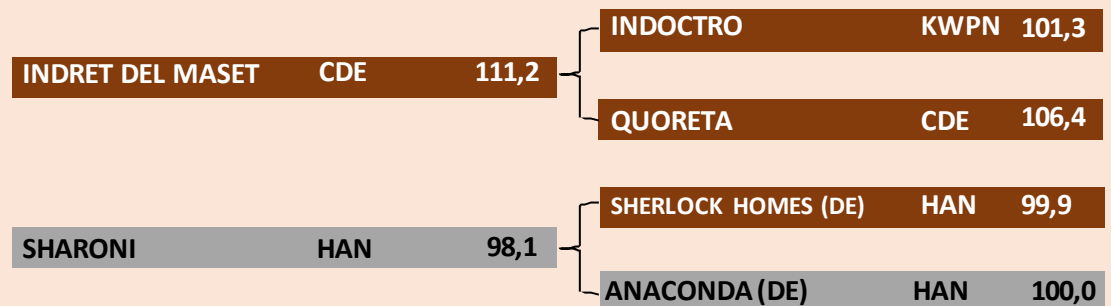 INDOCTRO KWPN 101,3
INDRET DEL MASET CDE 111,2
QUORETA CDE 106,4
SHERLOCK HOMES (DE) HAN 99,9
SHARONI HAN 98,1
ANACONDA (DE) HAN 100,0